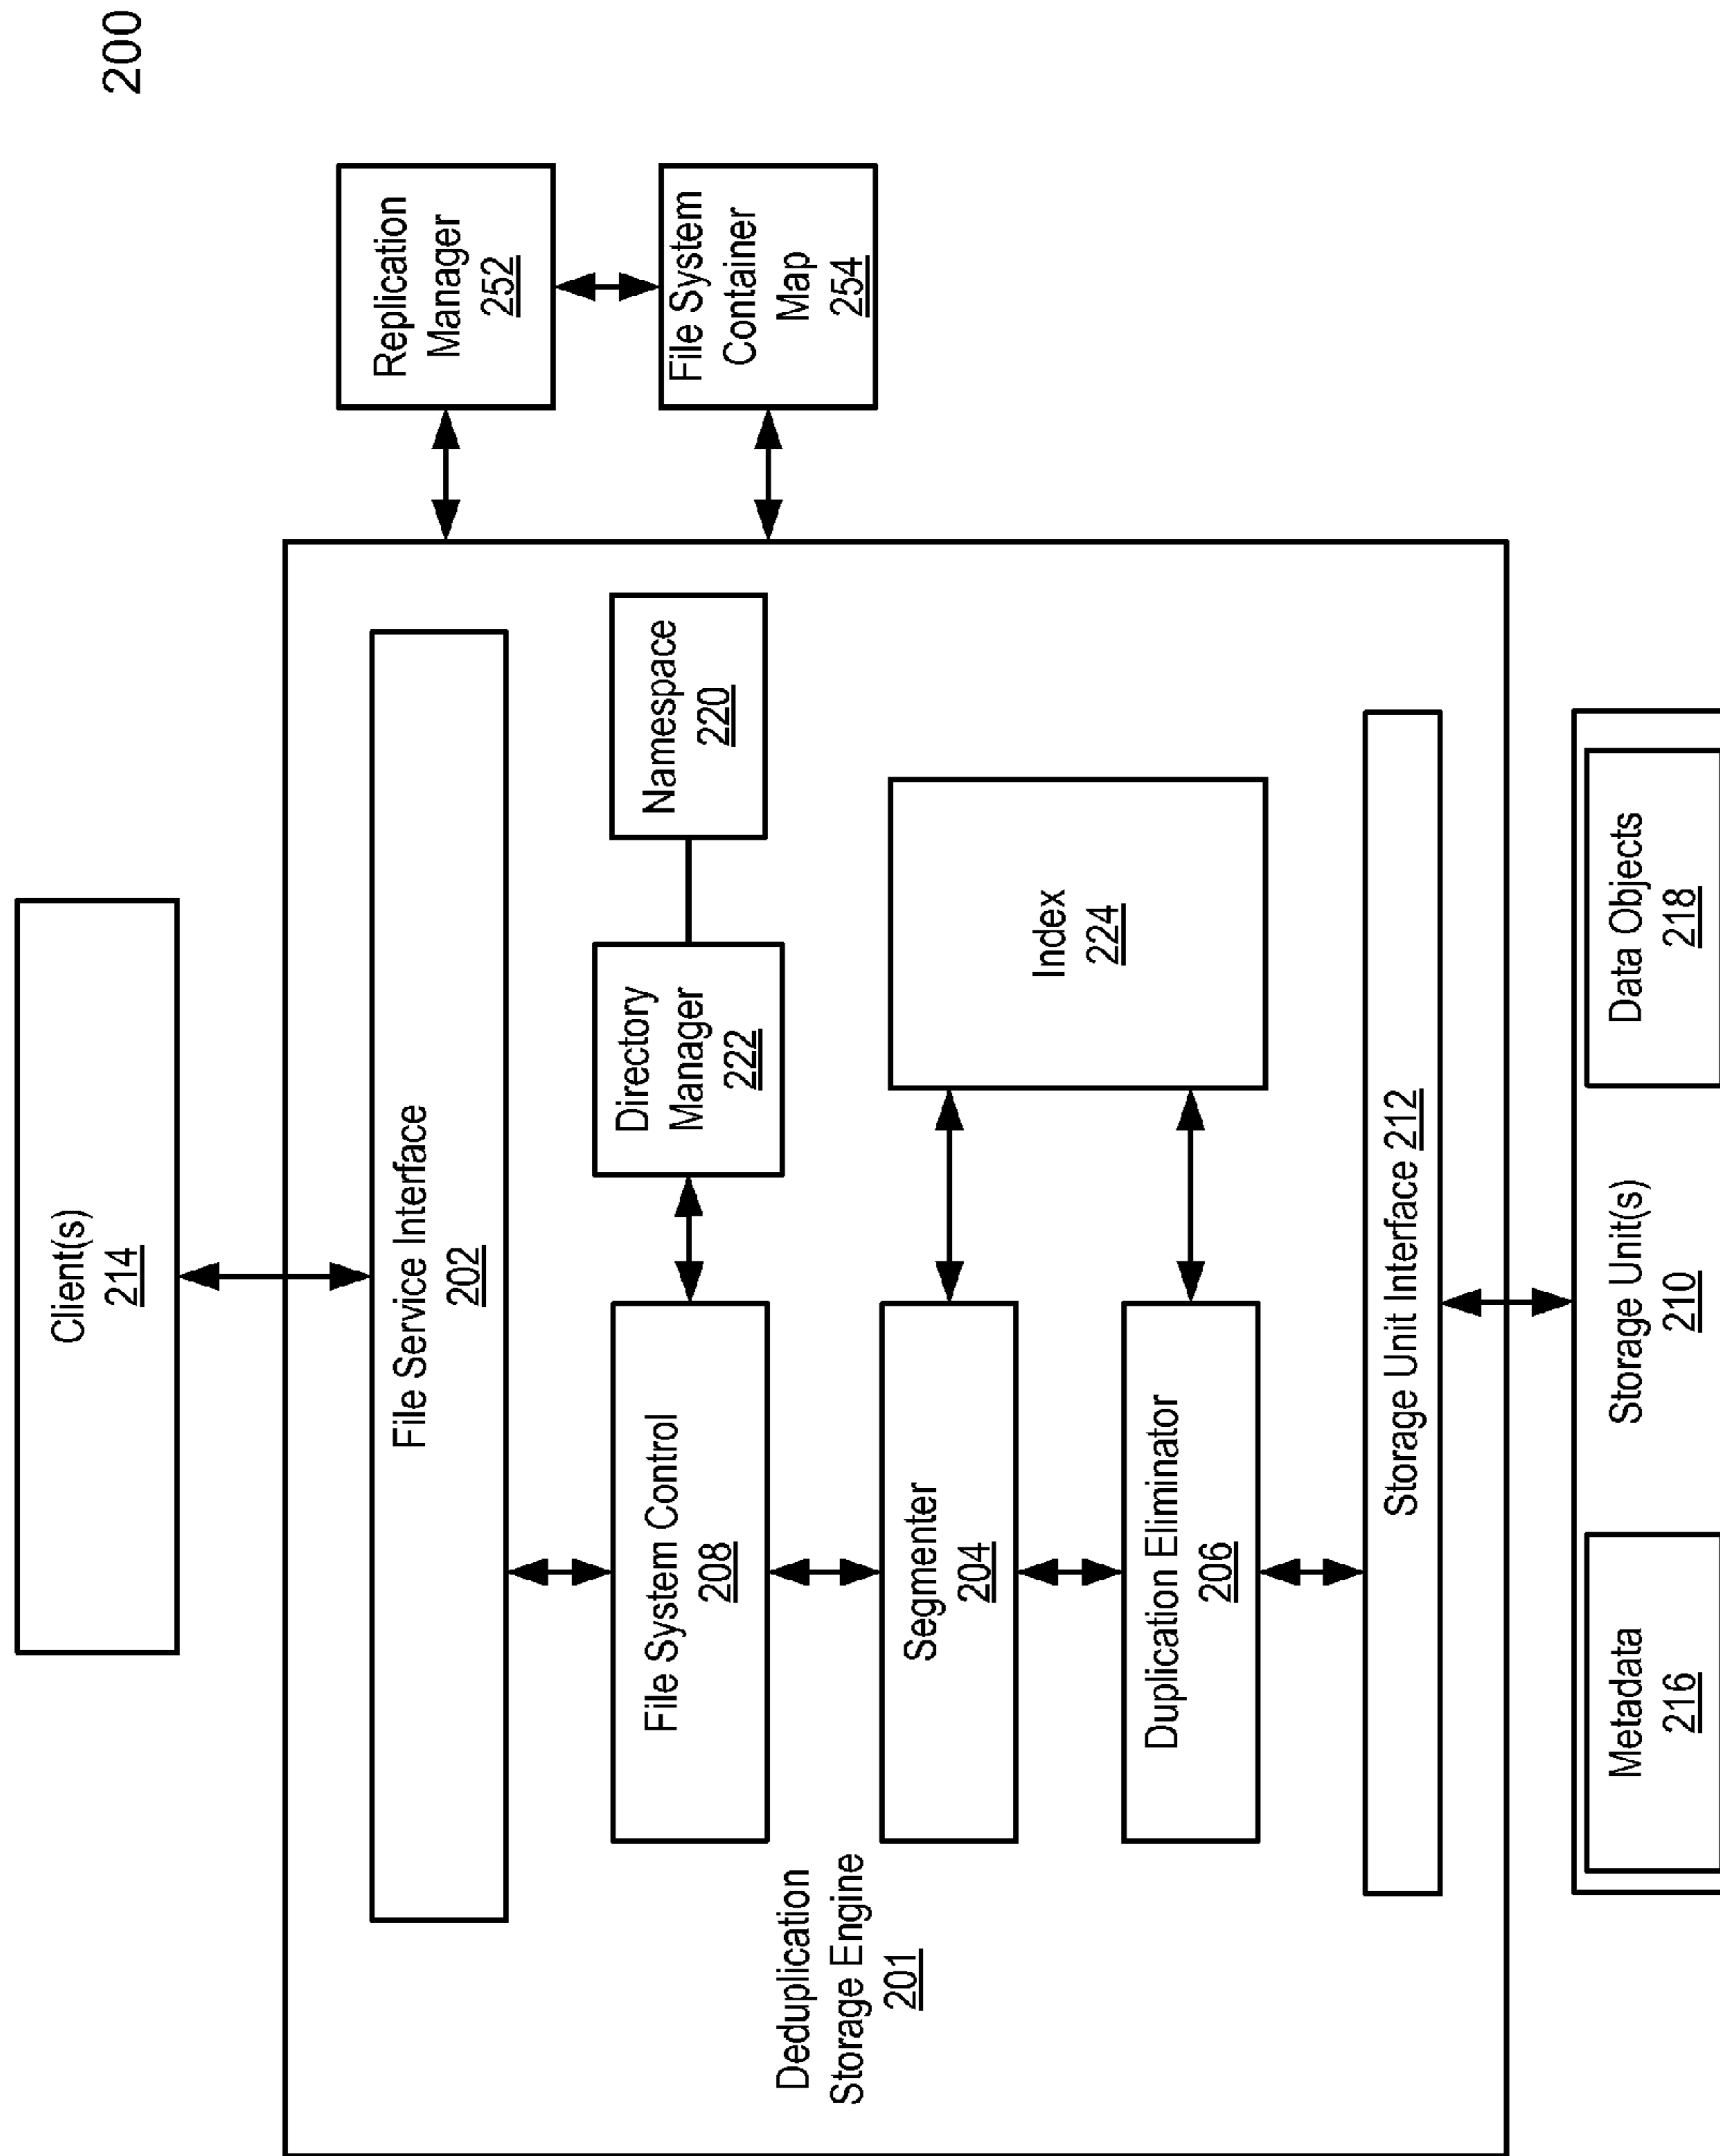 200
Client(s)
214
File Service Interface
202
Replication
Manager
252
File System Control
208
Directory
Manager
222
Namespace
220
File System
Container
Map
254
Deduplication
Storage Engine
201
Segmenter
204
Index
224
Duplication Eliminator
206
Storage Unit Interface 212
Metadata
216
Storage Unit(s)
210
Data Objects
218